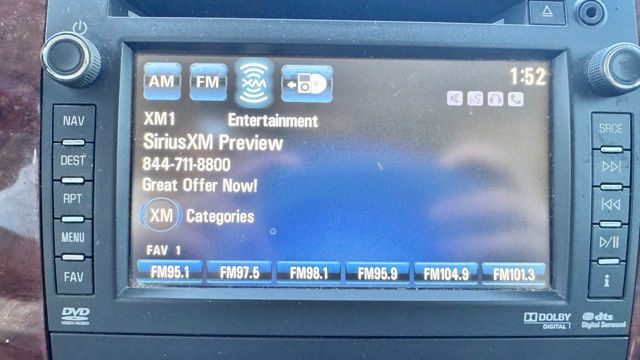 AM FM XM 1:52
XM1 Entertainment
SiriusXM Preview
844-711-8800
Great Offer Now!
XM Categories
FAV 1
FM95.1 FM97.5 FM98.1 FM95.9 FM104.9 FM101.3
NAV
DEST
RPT
MENU
FAV
SRCE
i
DVD
VIDEO/AUDIO
DOLBY
DIGITAL
dts
Digital Surround